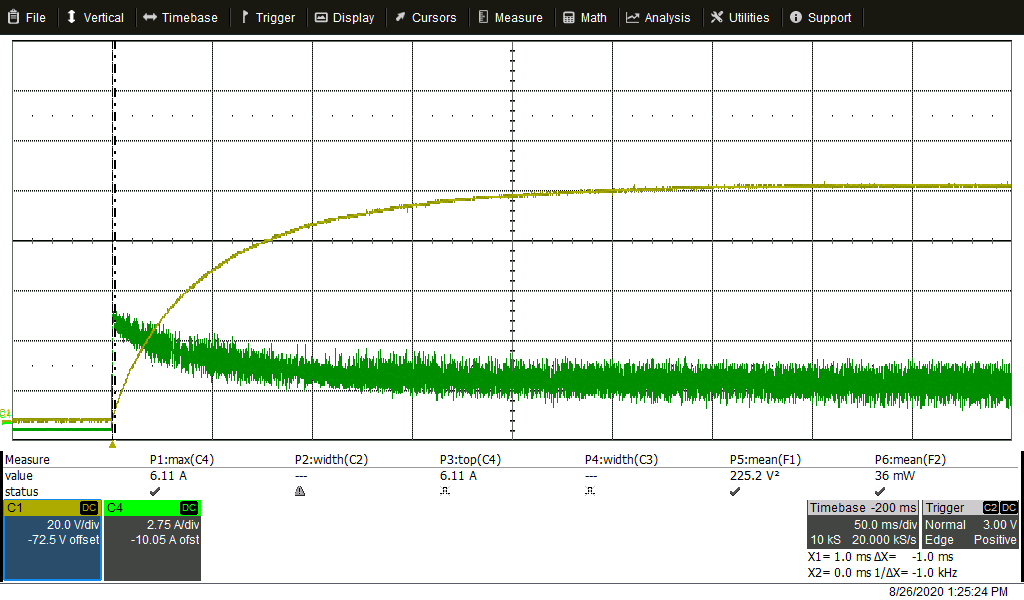 File Vertical Timebase Trigger Display Cursors Measure Math Analysis Utilities Support
Measure P1:max(C4) P2:width(C2) P3:top(C4) P4:width(C3) P5:mean(F1) P6:mean(F2)
value 6.11 A --- 6.11 A --- 225.2 V² 36 mW
status
C1 DC C4 DC Timebase -200 ms Trigger C2 DC
20.0 V/div 2.75 A/div 50.0 ms/div Normal 3.00 V
-72.5 V offset -10.05 A ofst 10 kS 20.000 kS/s Edge Positive
X1= 1.0 ms ΔX= -1.0 ms
X2= 0.0 ms 1/ΔX= -1.0 kHz
8/26/2020 1:25:24 PM